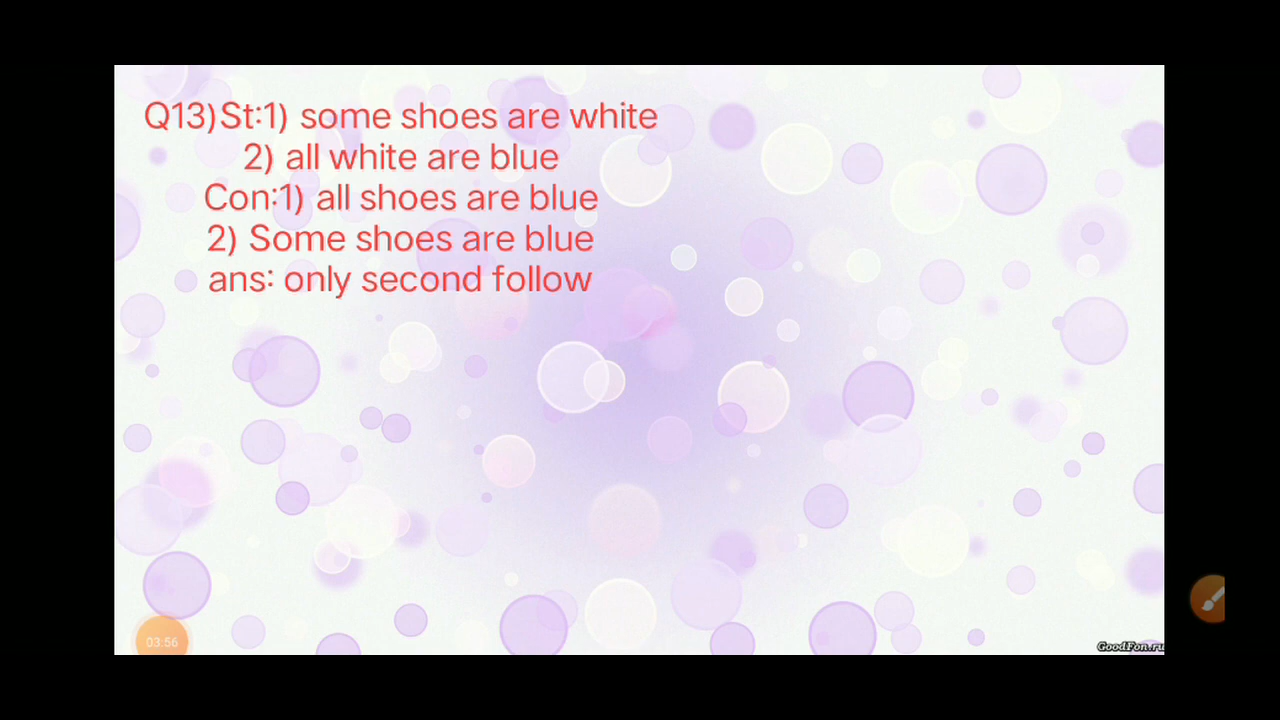 Q13)St:1) some shoes are white
2) all white are blue
Con:1) all shoes are blue
2) Some shoes are blue
ans: only second follow
03:56
GoodFon.ru